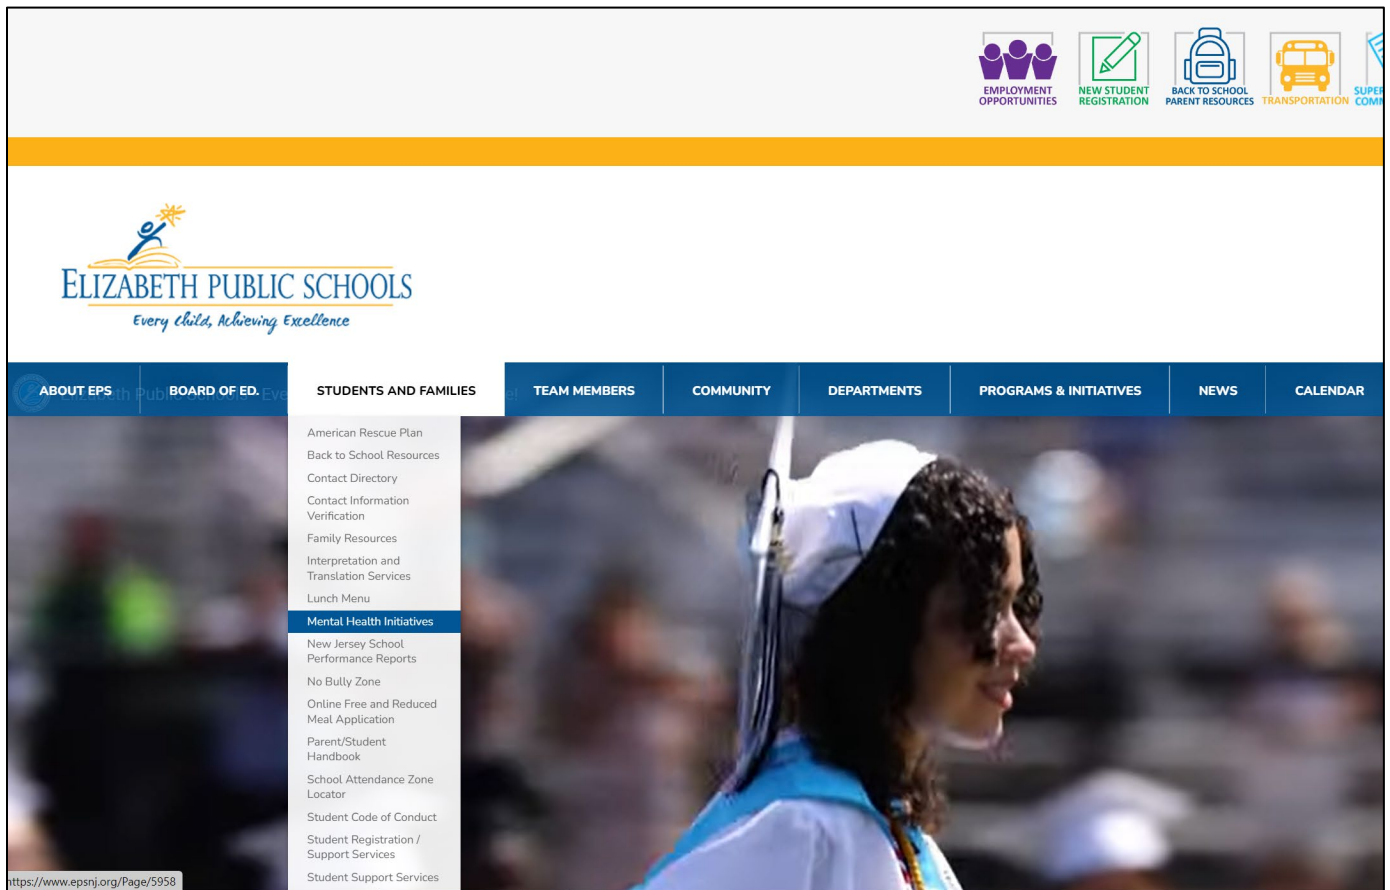 EMPLOYMENT
OPPORTUNITIES
NEW STUDENT
REGISTRATION
BACK TO SCHOOL
PARENT RESOURCES
TRANSPORTATION
ELIZABETH PUBLIC SCHOOLS
Every Child, Achieving Excellence
ABOUT EPS
BOARD OF ED.
STUDENTS AND FAMILIES
TEAM MEMBERS
COMMUNITY
DEPARTMENTS
PROGRAMS & INITIATIVES
NEWS
CALENDAR
American Rescue Plan
Back to School Resources
Contact Directory
Contact Information
Verification
Family Resources
Interpretation and
Translation Services
Lunch Menu
Mental Health Initiatives
New Jersey School
Performance Reports
No Bully Zone
Online Free and Reduced
Meal Application
Parent/Student
Handbook
School Attendance Zone
Locator
Student Code of Conduct
Student Registration /
Support Services
Student Support Services
https://www.epsnj.org/Page/5958